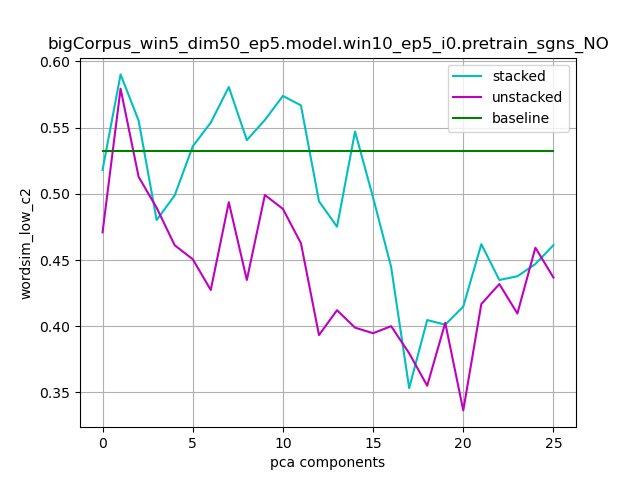 bigCorpus_win5_dim50_ep5.model.win10_ep5_i0.pretrain_sgns_NO
stacked
unstacked
baseline
0.60
0.55
0.50
0.45
0.40
0.35
wordsim_low_c2
0 5 10 15 20 25
pca components